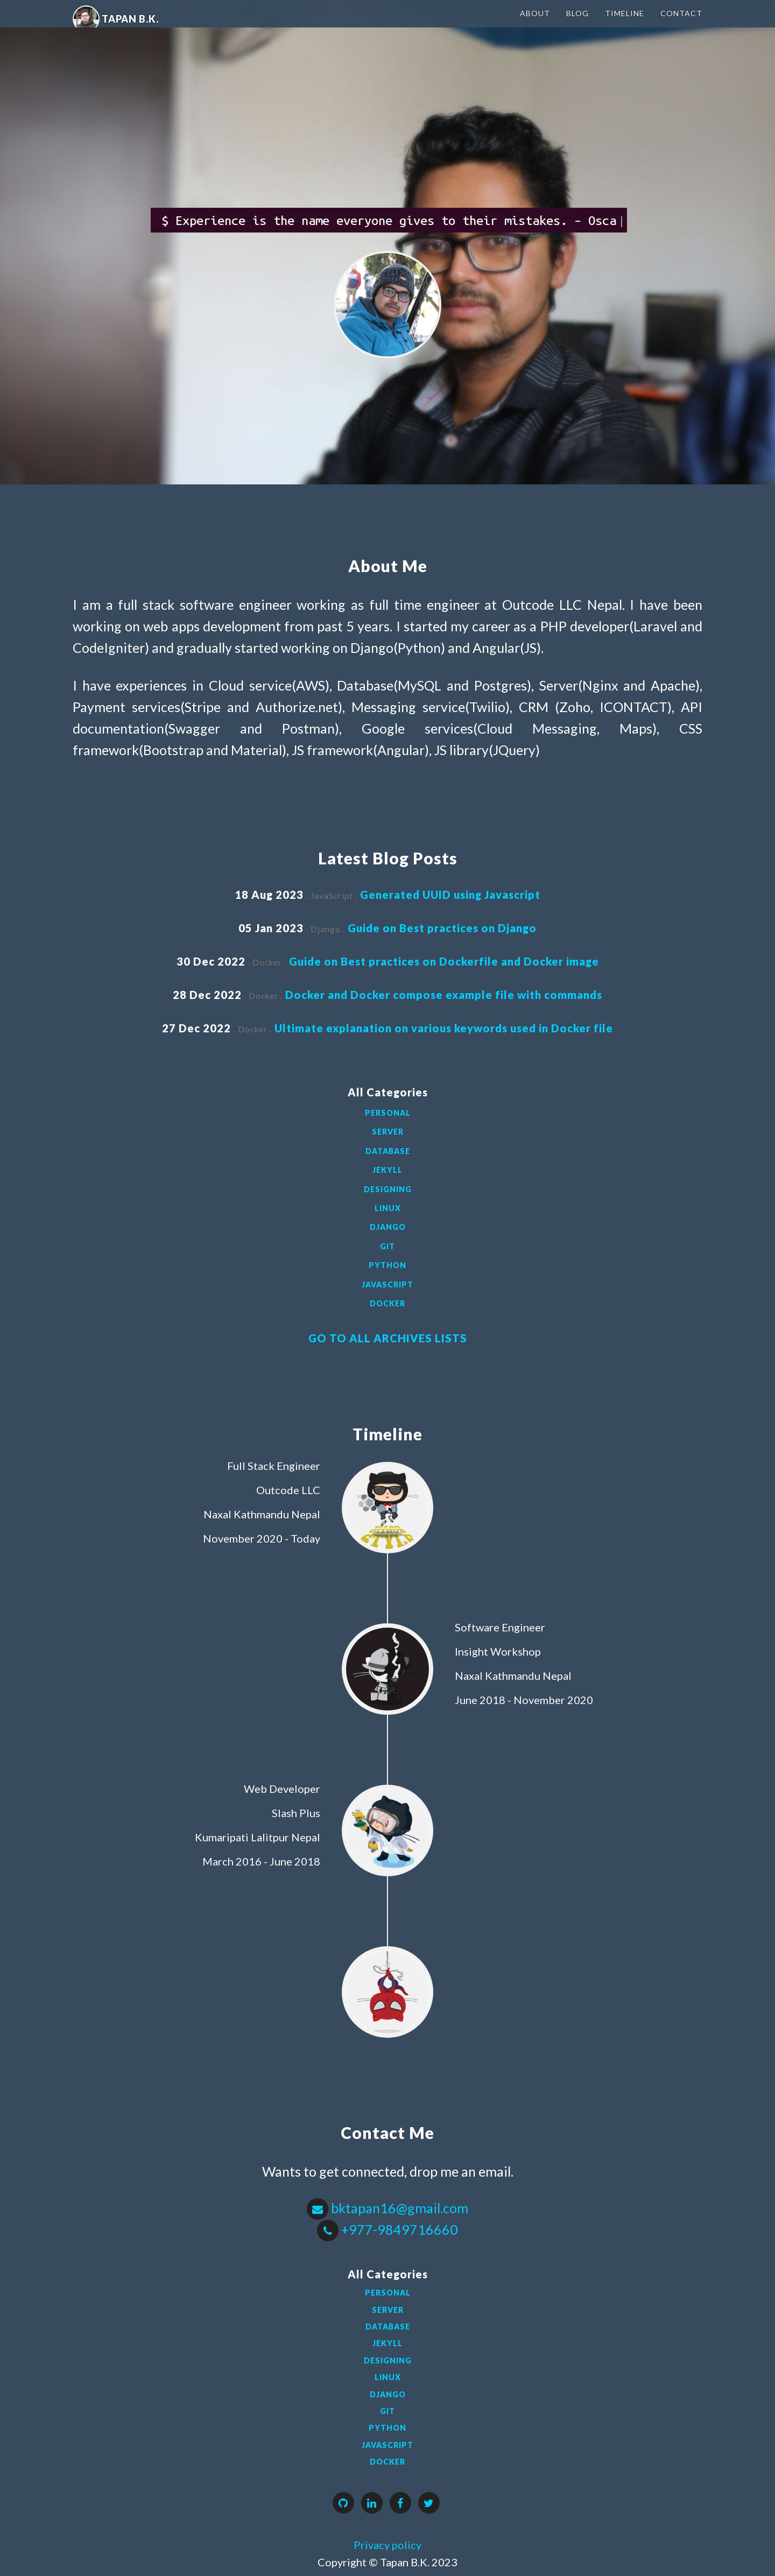 TAPAN B.K.
ABOUT BLOG TIMELINE CONTACT
$ Experience is the name everyone gives to their mistakes. – Osca|
About Me
I am a full stack software engineer working as full time engineer at Outcode LLC Nepal. I have been
working on web apps development from past 5 years. I started my career as a PHP developer(Laravel and
CodeIgniter) and gradually started working on Django(Python) and Angular(JS).
I have experiences in Cloud service(AWS), Database(MySQL and Postgres), Server(Nginx and Apache),
Payment services(Stripe and Authorize.net), Messaging service(Twilio), CRM (Zoho, ICONTACT), API
documentation(Swagger and Postman), Google services(Cloud Messaging, Maps), CSS
framework(Bootstrap and Material), JS framework(Angular), JS library(JQuery)
Latest Blog Posts
18 Aug 2023 . JavaScript . Generated UUID using Javascript
05 Jan 2023 . Django . Guide on Best practices on Django
30 Dec 2022 . Docker . Guide on Best practices on Dockerfile and Docker image
28 Dec 2022 . Docker . Docker and Docker compose example file with commands
27 Dec 2022 . Docker . Ultimate explanation on various keywords used in Docker file
All Categories
PERSONAL
SERVER
DATABASE
JEKYLL
DESIGNING
LINUX
DJANGO
GIT
PYTHON
JAVASCRIPT
DOCKER
GO TO ALL ARCHIVES LISTS
Timeline
Full Stack Engineer
Outcode LLC
Naxal Kathmandu Nepal
November 2020 - Today
Software Engineer
Insight Workshop
Naxal Kathmandu Nepal
June 2018 - November 2020
Web Developer
Slash Plus
Kumaripati Lalitpur Nepal
March 2016 - June 2018
Contact Me
Wants to get connected, drop me an email.
bktapan16@gmail.com
+977-9849716660
All Categories
PERSONAL
SERVER
DATABASE
JEKYLL
DESIGNING
LINUX
DJANGO
GIT
PYTHON
JAVASCRIPT
DOCKER
Privacy policy
Copyright © Tapan B.K. 2023